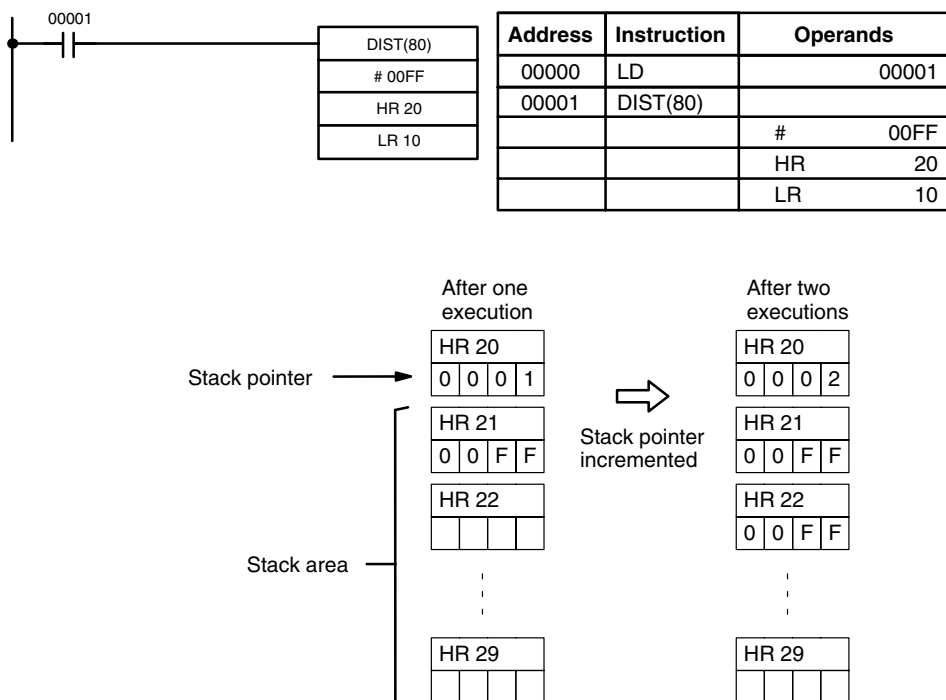 00001
DIST(80)
# 00FF
HR 20
LR 10
Address Instruction Operands
00000 LD 00001
00001 DIST(80)
# 00FF
HR 20
LR 10
After one
execution
After two
executions
Stack pointer
HR 20
0 0 0 1
HR 20
0 0 0 2
Stack pointer
incremented
HR 21
0 0 F F
HR 21
0 0 F F
HR 22
HR 22
0 0 F F
Stack area
HR 29
HR 29